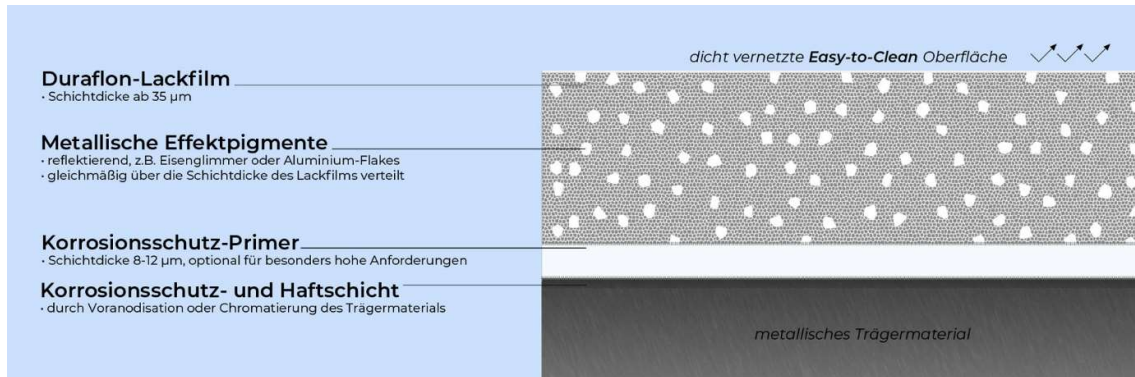 dicht vernetzte Easy-to-Clean Oberfläche
Duraflon-Lackfilm
· Schichtdicke ab 35 µm
Metallische Effektpigmente
· reflektierend, z.B. Eisenglimmer oder Aluminium-Flakes
· gleichmäßig über die Schichtdicke des Lackfilms verteilt
Korrosionsschutz-Primer
· Schichtdicke 8-12 µm, optional für besonders hohe Anforderungen
Korrosionsschutz- und Haftschicht
· durch Voranodisation oder Chromatierung des Trägermaterials
metallisches Trägermaterial